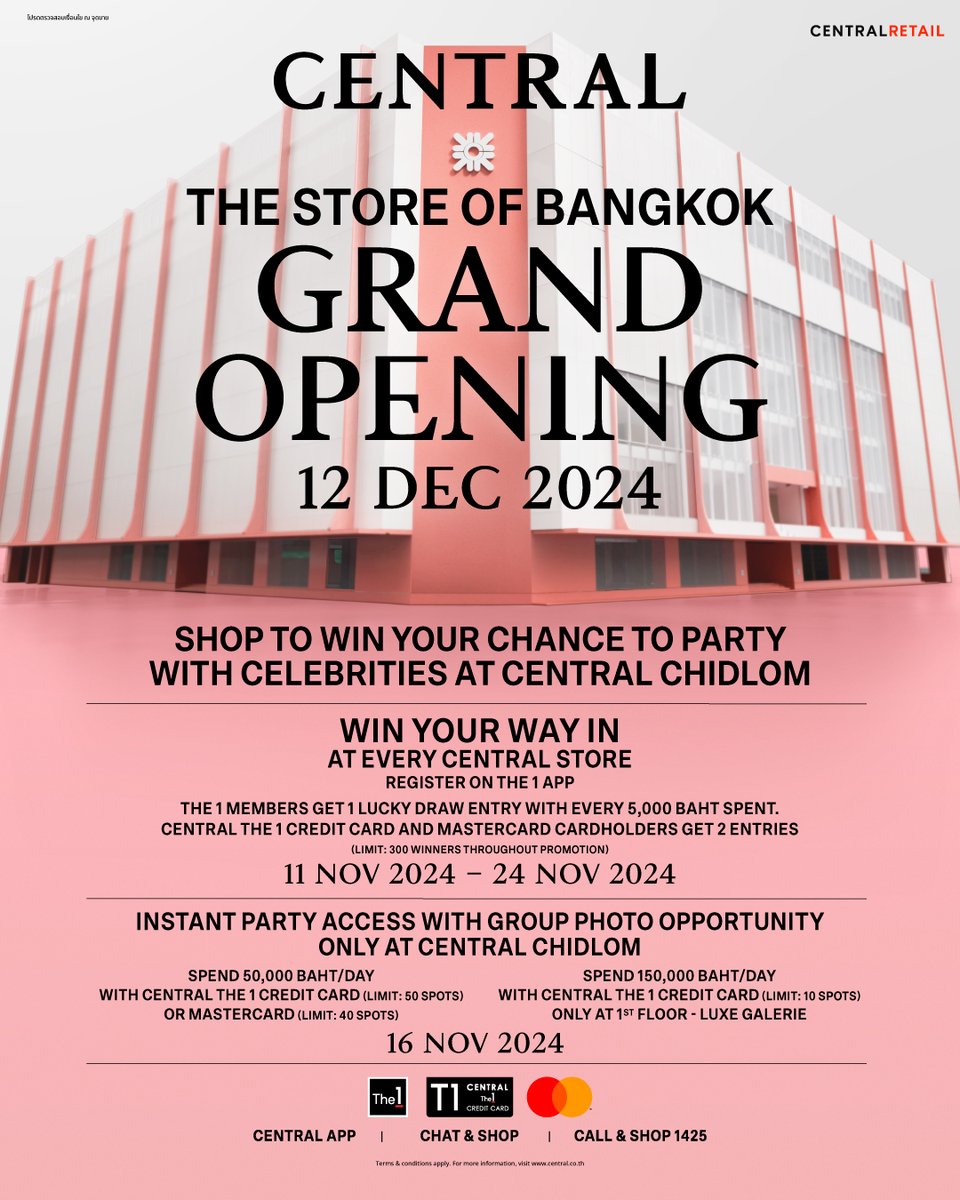 โปรดตรวจสอบเงื่อนไข ณ จุดขาย
CENTRALRETAIL
CENTRAL
THE STORE OF BANGKOK
GRAND
OPENING
12 DEC 2024
SHOP TO WIN YOUR CHANCE TO PARTY
WITH CELEBRITIES AT CENTRAL CHIDLOM
WIN YOUR WAY IN
AT EVERY CENTRAL STORE
REGISTER ON THE 1 APP
THE 1 MEMBERS GET 1 LUCKY DRAW ENTRY WITH EVERY 5,000 BAHT SPENT.
CENTRAL THE 1 CREDIT CARD AND MASTERCARD CARDHOLDERS GET 2 ENTRIES
(LIMIT: 300 WINNERS THROUGHOUT PROMOTION)
11 NOV 2024 – 24 NOV 2024
INSTANT PARTY ACCESS WITH GROUP PHOTO OPPORTUNITY
ONLY AT CENTRAL CHIDLOM
SPEND 50,000 BAHT/DAY
WITH CENTRAL THE 1 CREDIT CARD (LIMIT: 50 SPOTS)
OR MASTERCARD (LIMIT: 40 SPOTS)
SPEND 150,000 BAHT/DAY
WITH CENTRAL THE 1 CREDIT CARD (LIMIT: 10 SPOTS)
ONLY AT 1ST FLOOR - LUXE GALERIE
16 NOV 2024
The 1
T1 CENTRAL
The 1
CREDIT CARD
CENTRAL APP | CHAT & SHOP | CALL & SHOP 1425
Terms & conditions apply. For more information, visit www.central.co.th